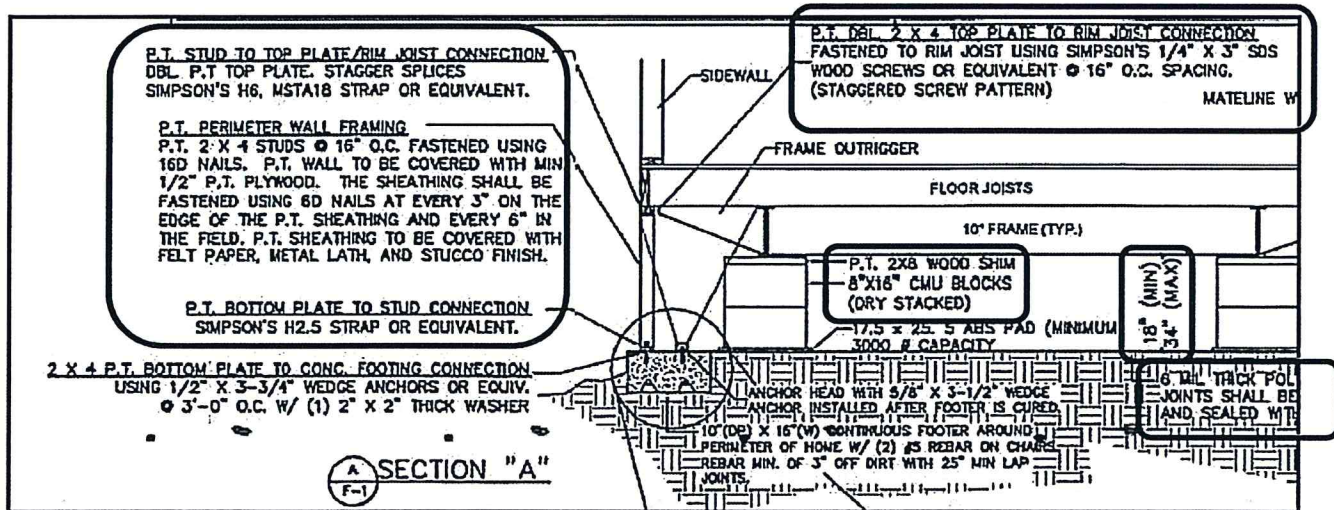 P.T. STUD TO TOP PLATE/RIM JOIST CONNECTION
DBL. P.T TOP PLATE. STAGGER SPLICES
SIMPSON'S H6, MSTA18 STRAP OR EQUIVALENT.
P.T. PERIMETER WALL FRAMING
P.T. 2 X 4 STUDS @ 16" O.C. FASTENED USING
16D NAILS. P.T. WALL TO BE COVERED WITH MIN
1/2" P.T. PLYWOOD. THE SHEATHING SHALL BE
FASTENED USING 6D NAILS AT EVERY 3" ON THE
EDGE OF THE P.T. SHEATHING AND EVERY 6" IN
THE FIELD. P.T. SHEATHING TO BE COVERED WITH
FELT PAPER, METAL LATH, AND STUCCO FINISH.
P.T. BOTTOM PLATE TO STUD CONNECTION
SIMPSON'S H2.5 STRAP OR EQUIVALENT.
2 X 4 P.T. BOTTOM PLATE TO CONC. FOOTING CONNECTION
USING 1/2" X 3-3/4" WEDGE ANCHORS OR EQUIV.
@ 3'-0" O.C. W/ (1) 2" X 2" THICK WASHER
A
F-1
SECTION "A"
SIDEWALL
P.T. DBL. 2 X 4 TOP PLATE TO RIM JOIST CONNECTION
FASTENED TO RIM JOIST USING SIMPSON'S 1/4" X 3" SDS
WOOD SCREWS OR EQUIVALENT @ 16" O.C. SPACING.
(STAGGERED SCREW PATTERN)
MATELINE W
FRAME OUTRIGGER
FLOOR JOISTS
10" FRAME (TYP.)
P.T. 2X8 WOOD SHIM
8"X16" CMU BLOCKS
(DRY STACKED)
18" (MIN)
34" (MAX)
17.5 x 25. 5 ABS PAD (MINIMUM
3000 # CAPACITY
ANCHOR HEAD WITH 5/8" X 3-1/2" WEDGE
ANCHOR INSTALLED AFTER FOOTER IS CURED.
10"(DP) X 16"(W) CONTINUOUS FOOTER AROUND
PERIMETER OF HOME W/ (2) #5 REBAR ON CHAIRS
REBAR MIN. OF 3" OFF DIRT WITH 25" MIN LAP
JOINTS.
6 MIL THICK POL
JOINTS SHALL BE
AND SEALED WITH